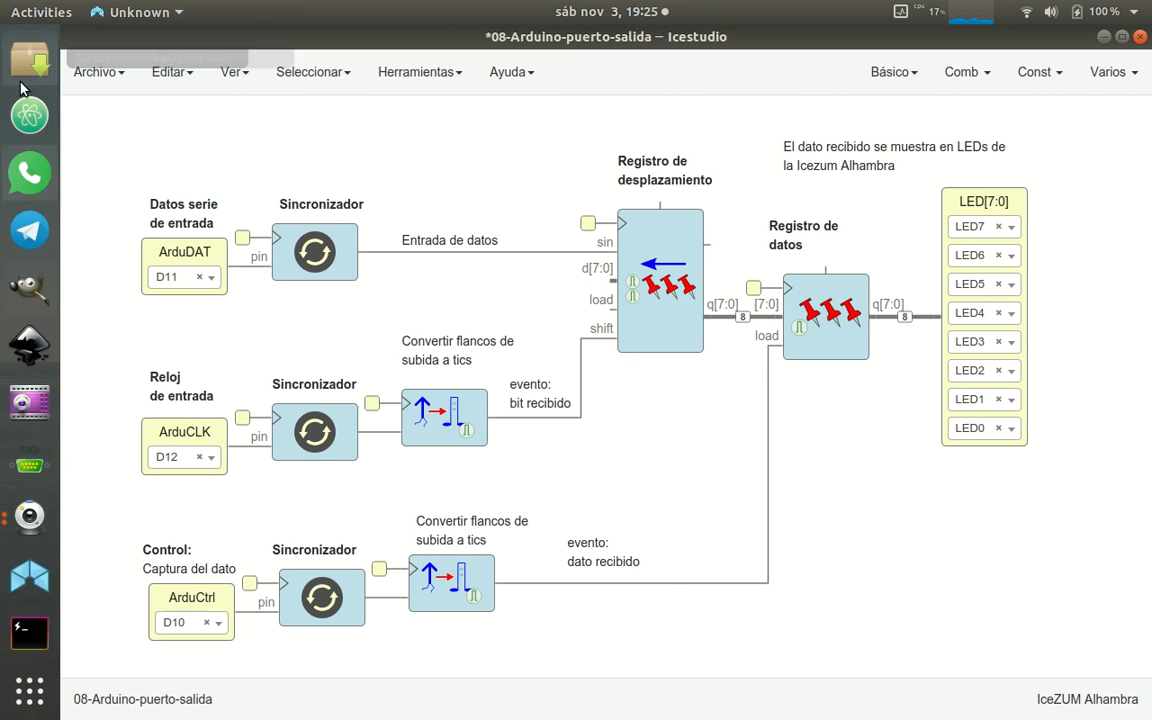 Activities
Unknown
sáb nov 3, 19:25
cpu 17%
100 %
*08-Arduino-puerto-salida – Icestudio
Archivo
Editar
Ver
Seleccionar
Herramientas
Ayuda
Básico
Comb
Const
Varios
El dato recibido se muestra en LEDs de
la Icezum Alhambra
Registro de
desplazamiento
Datos serie
de entrada
Sincronizador
ArduDAT
D11
pin
Entrada de datos
sin
d[7:0]
load
shift
q[7:0]
8
Registro de
datos
[7:0]
load
q[7:0]
8
LED[7:0]
LED7
LED6
LED5
LED4
LED3
LED2
LED1
LED0
Convertir flancos de
subida a tics
Reloj
de entrada
Sincronizador
ArduCLK
D12
pin
evento:
bit recibido
Convertir flancos de
subida a tics
Control:
Captura del dato
Sincronizador
ArduCtrl
D10
pin
evento:
dato recibido
08-Arduino-puerto-salida
IceZUM Alhambra